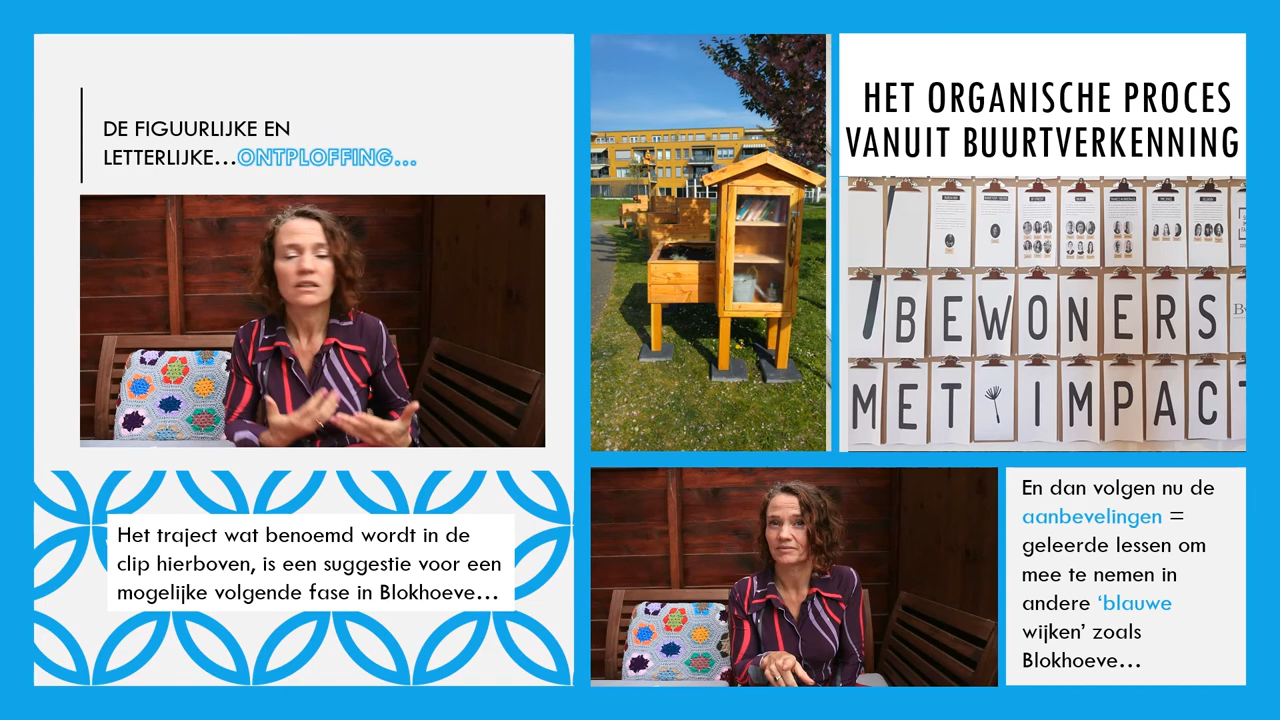 DE FIGUURLIJKE EN
LETTERLIJKE...ONTPLOFFING...
Het traject wat benoemd wordt in de
clip hierboven, is een suggestie voor een
mogelijke volgende fase in Blokhoeve...
HET ORGANISCHE PROCES
VANUIT BUURTVERKENNING
BEWONERS
MET IMPACT
En dan volgen nu de
aanbevelingen =
geleerde lessen om
mee te nemen in
andere ‘blauwe
wijken’ zoals
Blokhoeve...